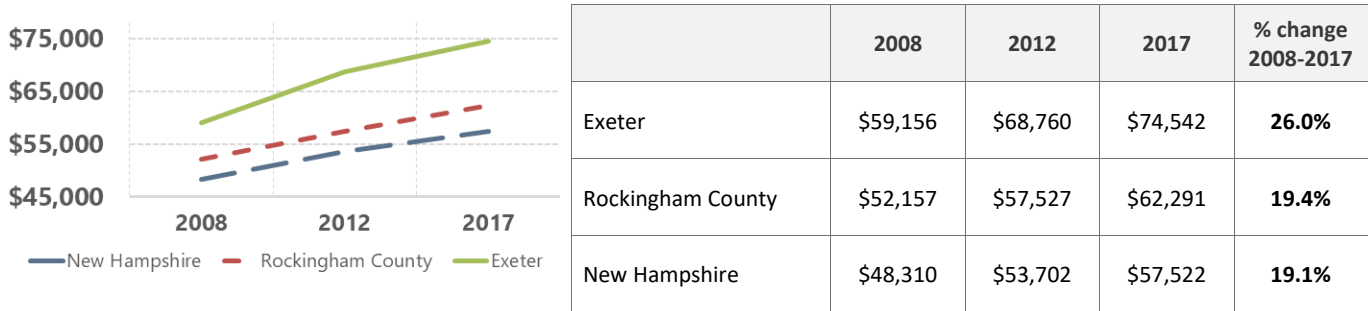 $75,000
$65,000
$55,000
$45,000
2008 2012 2017
New Hampshire Rockingham County Exeter
2008 2012 2017 % change
2008-2017
Exeter $59,156 $68,760 $74,542 26.0%
Rockingham County $52,157 $57,527 $62,291 19.4%
New Hampshire $48,310 $53,702 $57,522 19.1%